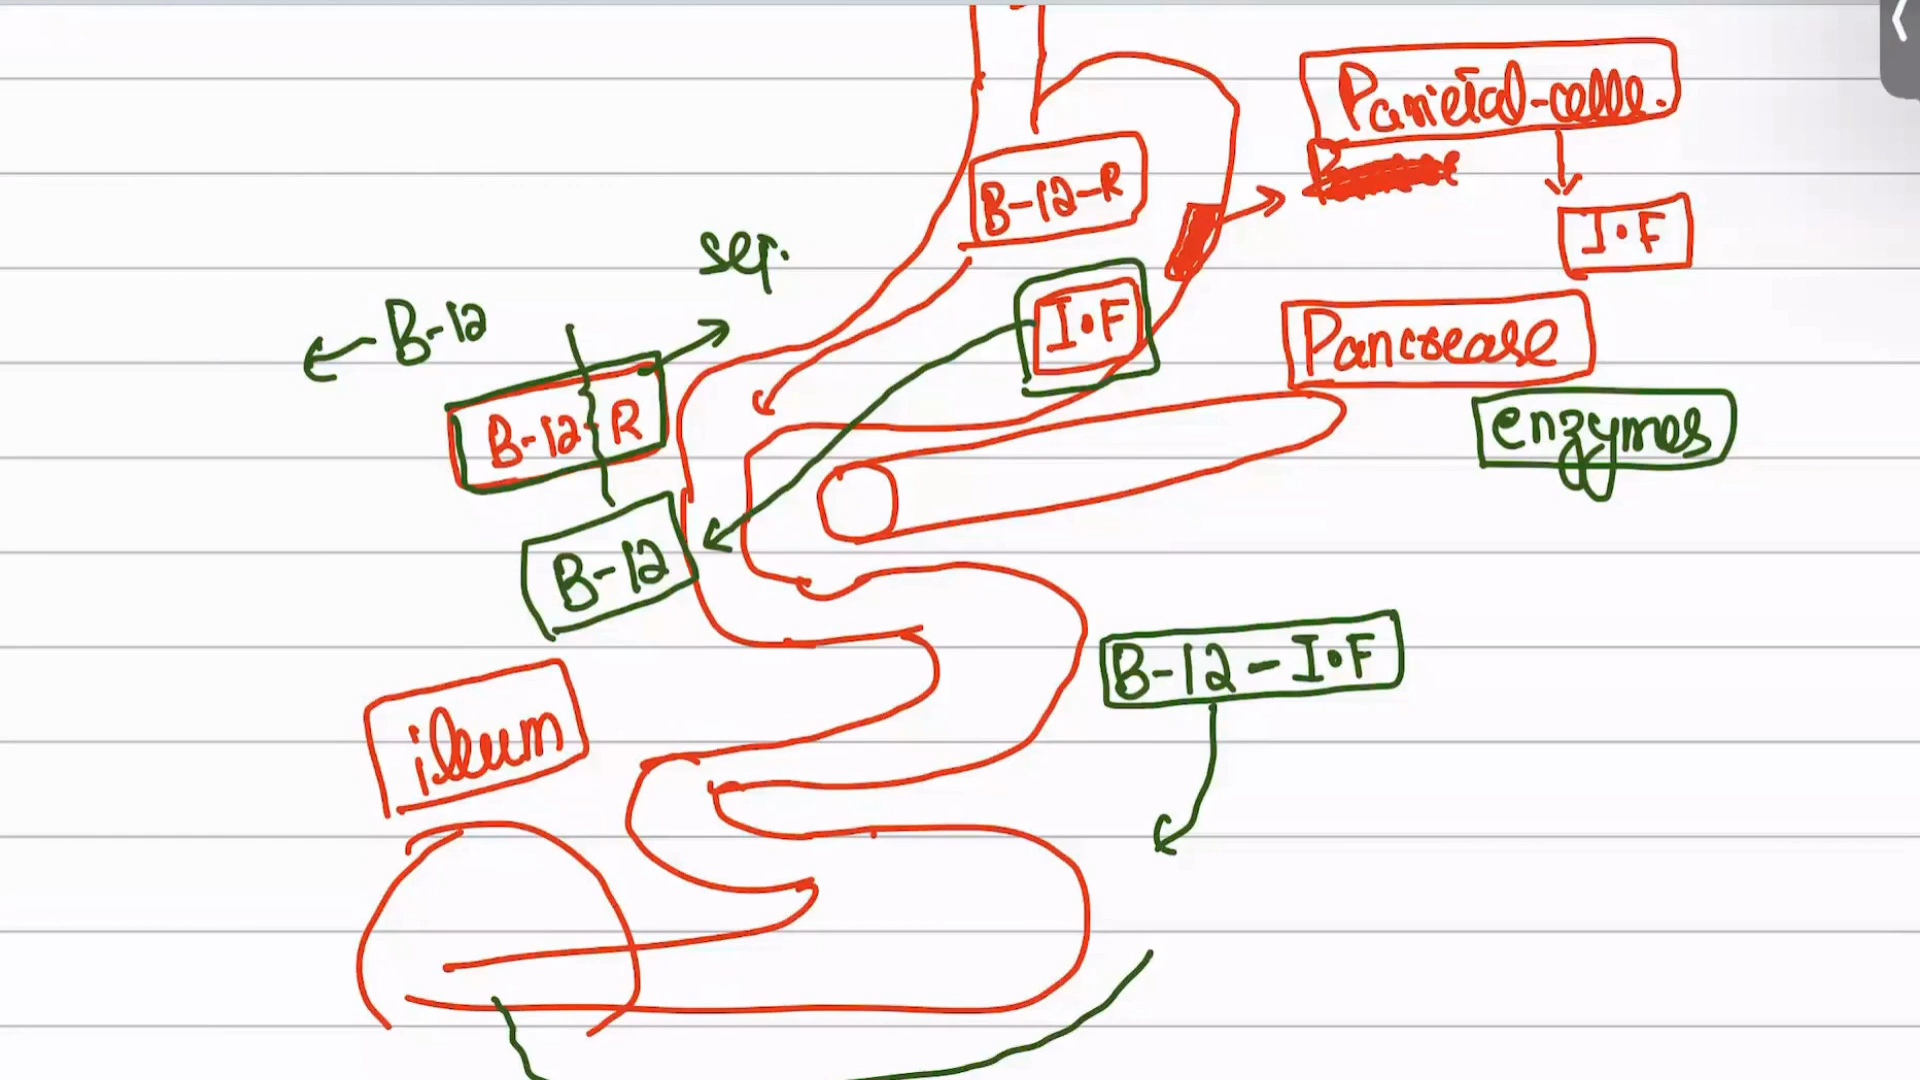 Parietal-cells.
B-12-R
I.F
sep.
B-12
I.F
Pancrease
B-12 R
enzymes
B-12
B-12-I.F
ileum